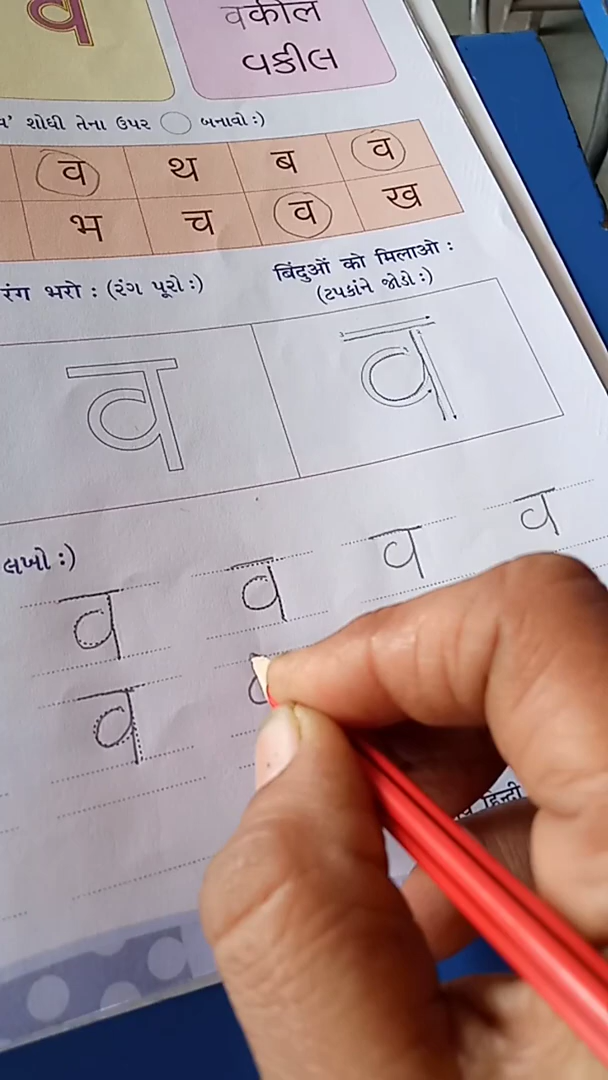 व वकील
વકીલ
શોધી તેના ઉપર બનાવો :)
व थ ब व
भ च व ख
रंग भरो : (રંગ પૂરો :) बिंदुओं को मिलाओ :
(ટપકાંને જોડો :)
व व
લખો :)
व व व व
व
हिन्दी